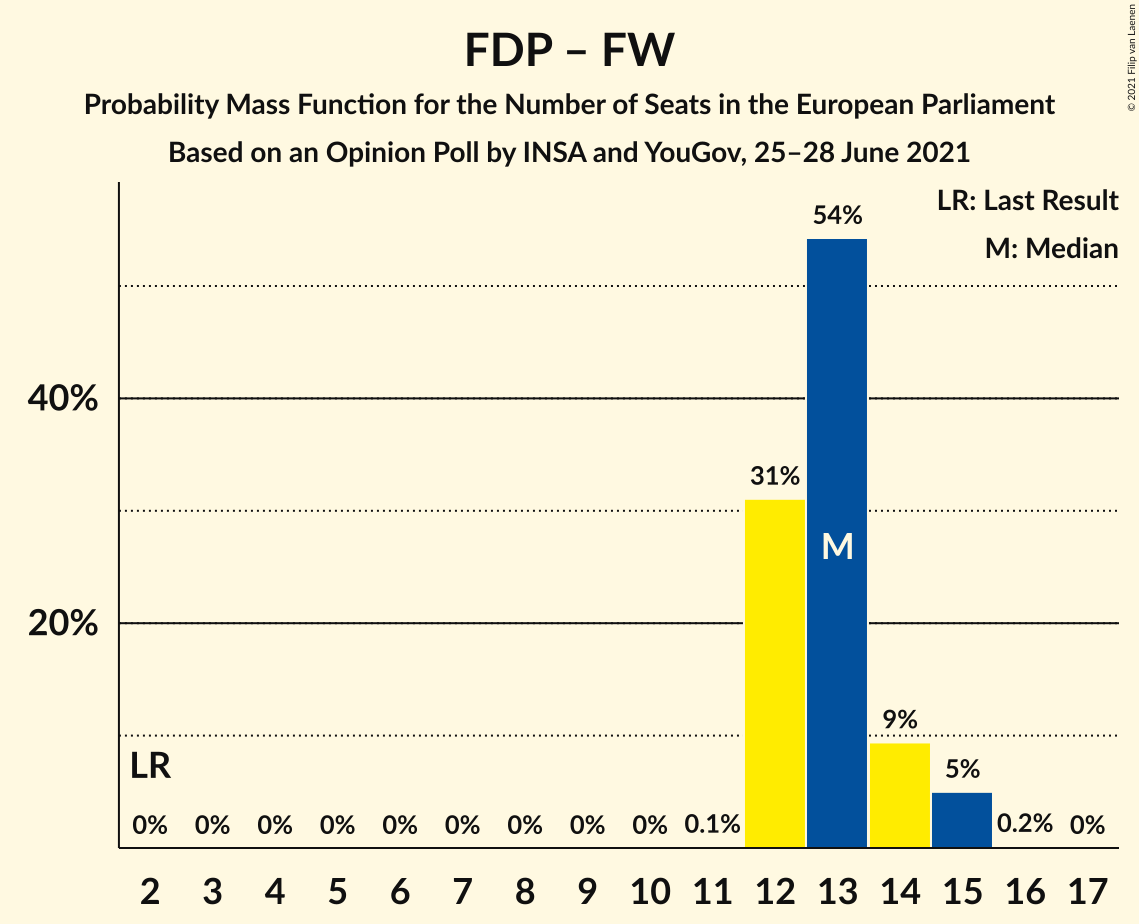 FDP – FW
Probability Mass Function for the Number of Seats in the European Parliament
Based on an Opinion Poll by INSA and YouGov, 25–28 June 2021
© 2021 Filip van Laenen
LR: Last Result
M: Median
54%
40%
31%
M
20%
9%
LR
5%
0% 0% 0% 0% 0% 0% 0% 0% 0% 0.1% 0.2% 0%
2 3 4 5 6 7 8 9 10 11 12 13 14 15 16 17